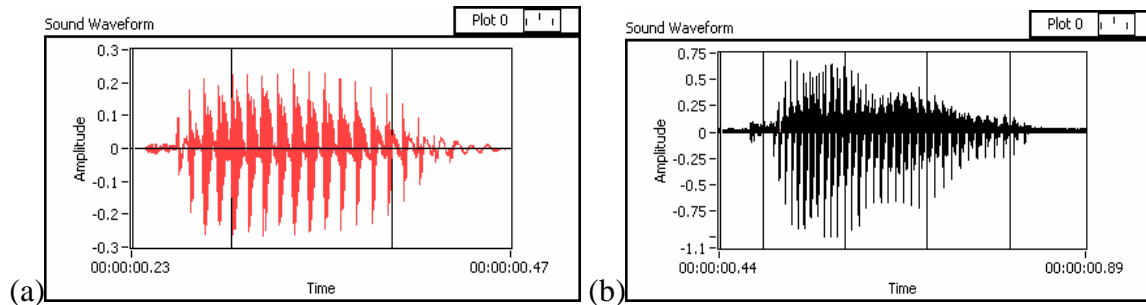 Sound Waveform
Plot 0
Amplitude
0.3
0.2
0.1
0
-0.1
-0.2
-0.3
00:00:00.23
00:00:00.47
Time
(a)
Sound Waveform
Plot 0
Amplitude
0.75
0.5
0.25
0
-0.25
-0.5
-0.75
-1.1
00:00:00.44
00:00:00.89
Time
(b)